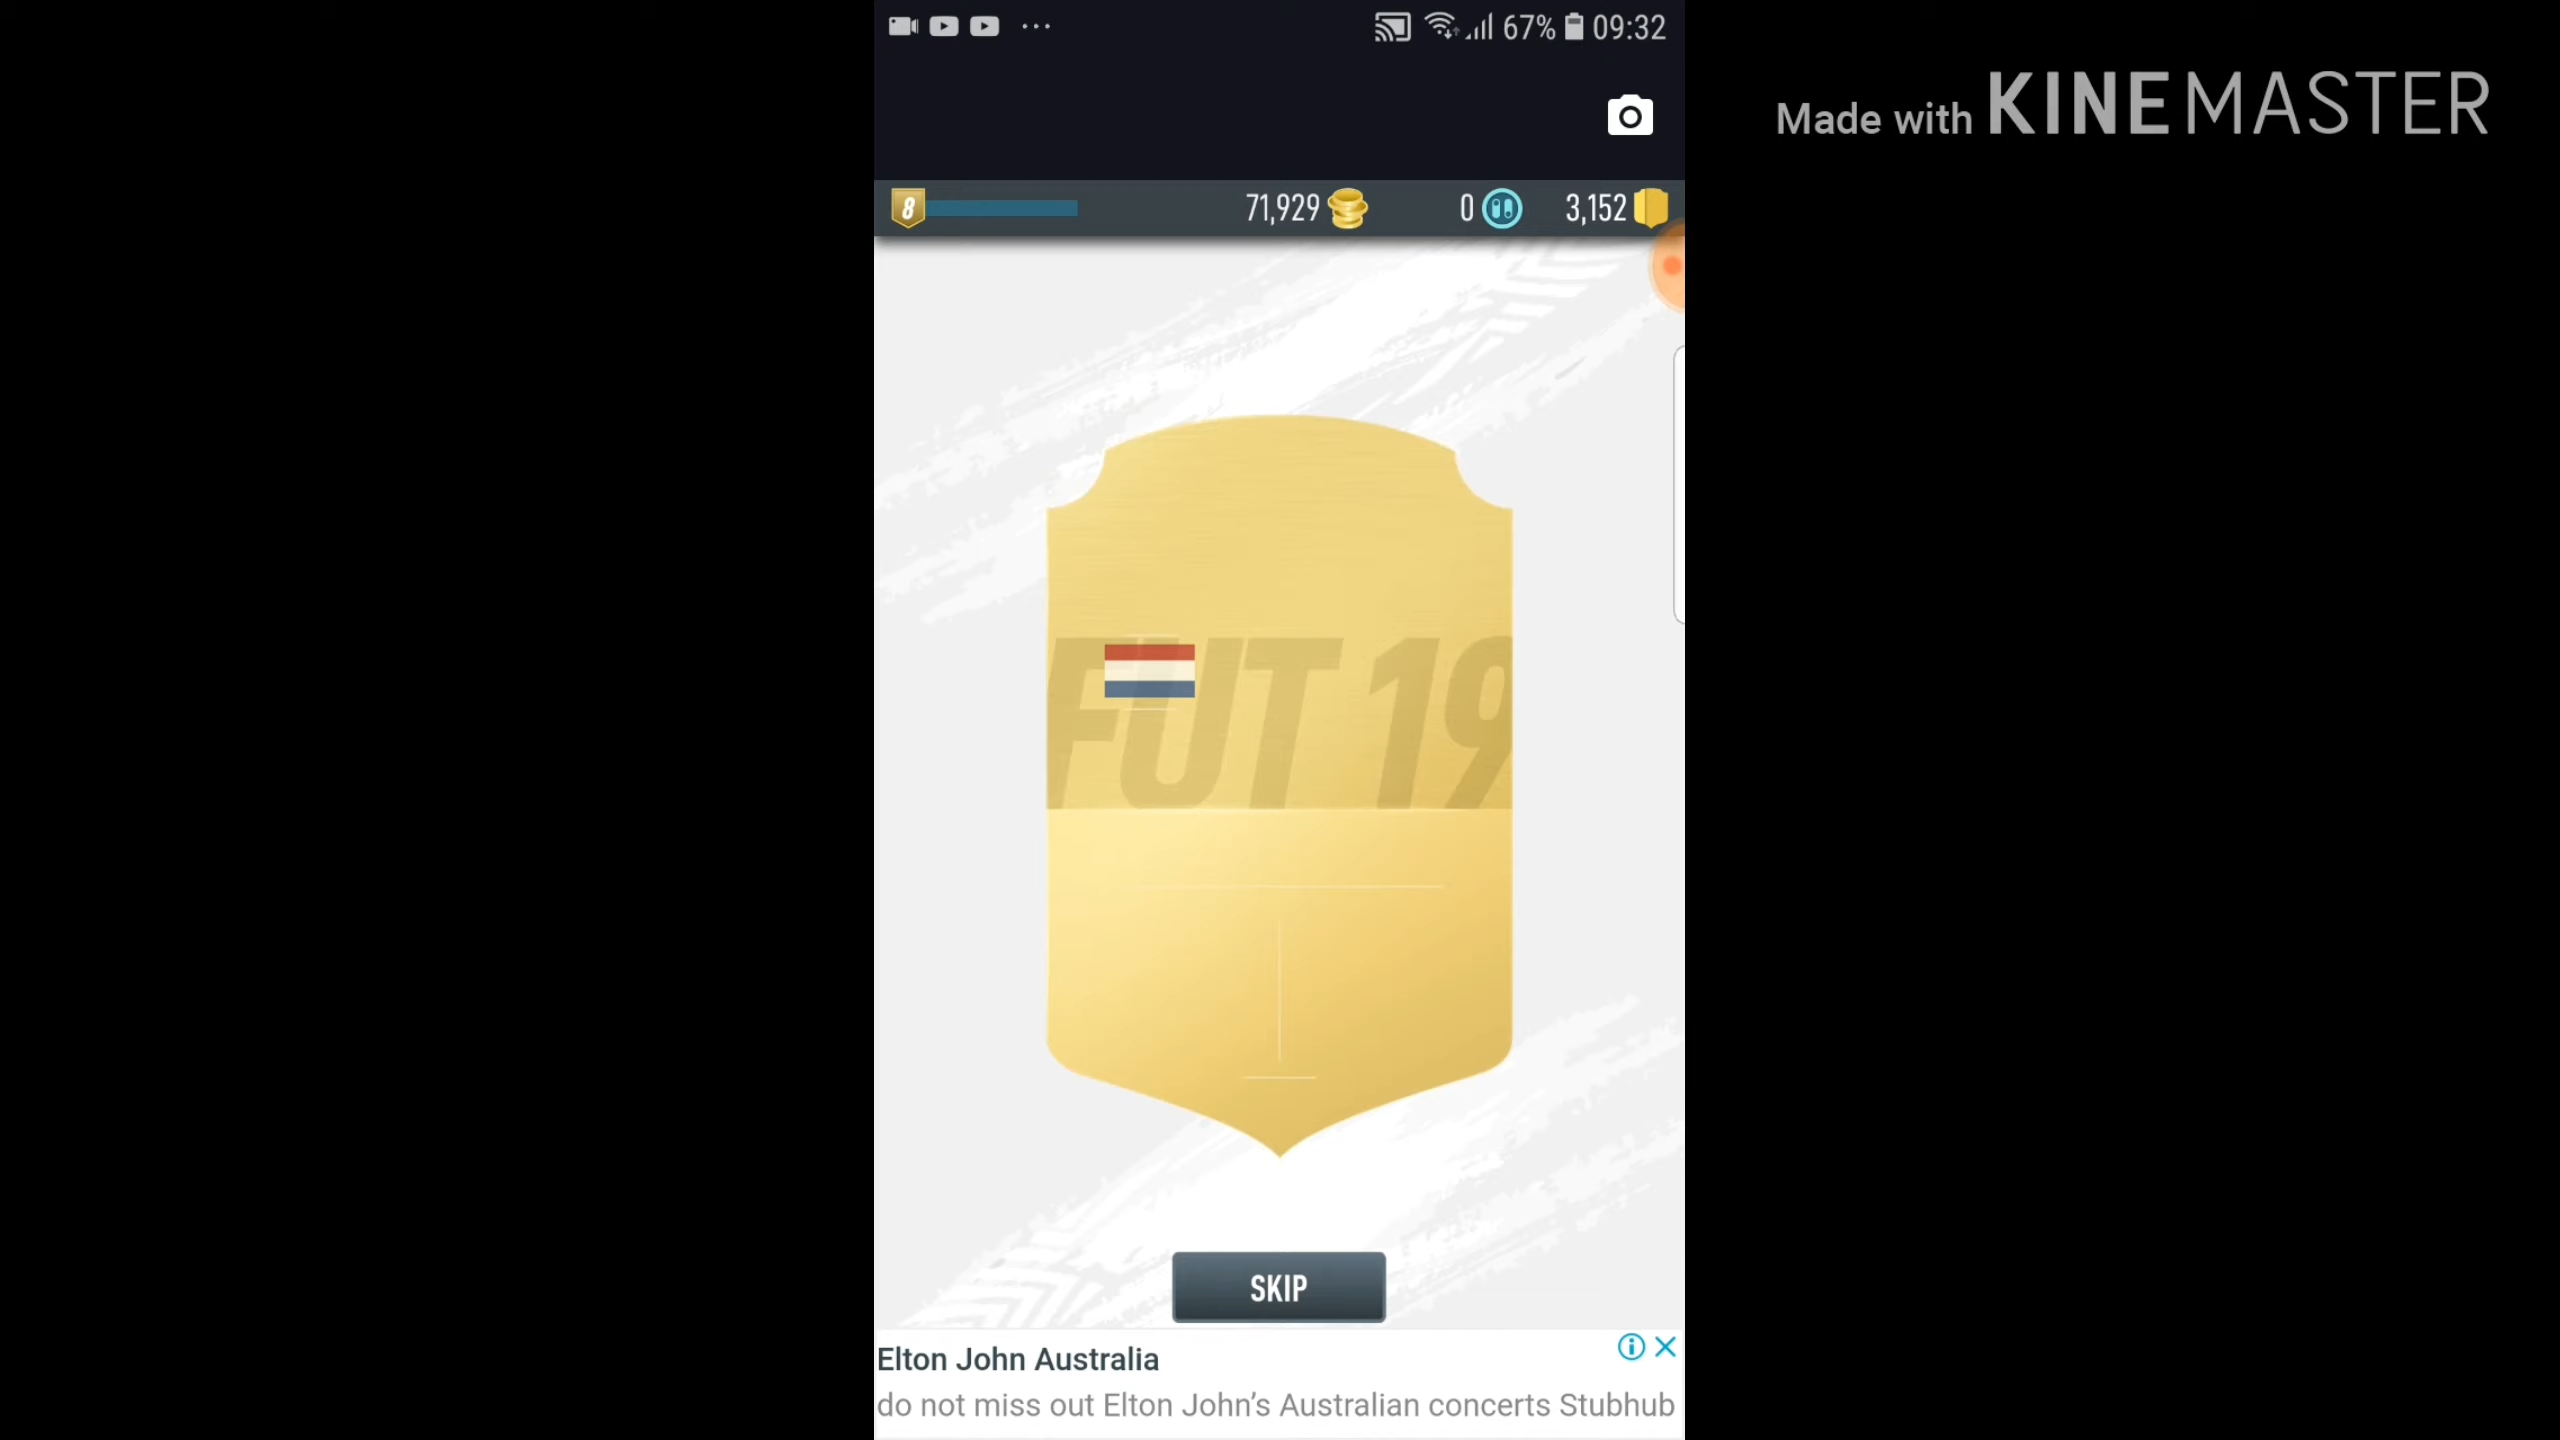 67% 09:32
Made with KINEMASTER
8 71,929 0 3,152
FUT 19
SKIP
Elton John Australia
do not miss out Elton John's Australian concerts Stubhub